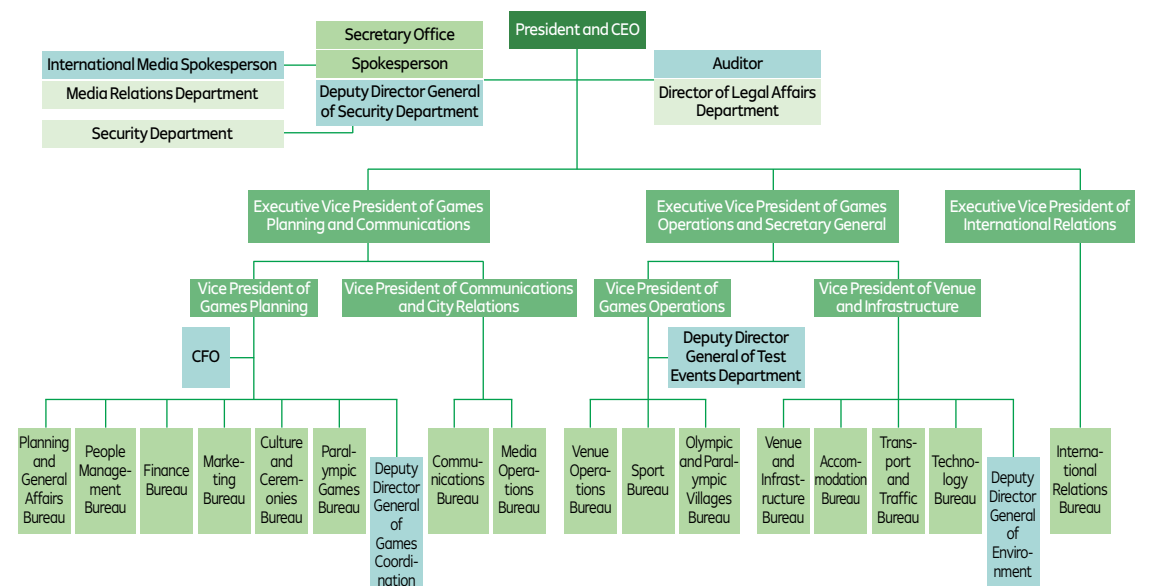 President and CEO
Secretary Office
Spokesperson
International Media Spokesperson
Media Relations Department
Deputy Director General
of Security Department
Security Department
Auditor
Director of Legal Affairs
Department
Executive Vice President of Games
Planning and Communications
Executive Vice President of Games
Operations and Secretary General
Executive Vice President of
International Relations
Vice President of
Games Planning
Vice President of Communications
and City Relations
Vice President of
Games Operations
Vice President of Venue
and Infrastructure
CFO
Deputy Director
General of Test
Events Department
Planning
and
General
Affairs
Bureau
People
Manage-
ment
Bureau
Finance
Bureau
Marke-
ting
Bureau
Culture
and
Cerem-
onies
Bureau
Paral-
ympic
Games
Bureau
Deputy
Director
General
of
Games
Coordi-
nation
Commu-
nications
Bureau
Media
Opera-
tions
Bureau
Venue
Opera-
tions
Bureau
Sport
Bureau
Olympic
and Paral-
ympic
Villages
Bureau
Venue
and
Infrast-
ructure
Bureau
Accom-
modation
Bureau
Trans-
port
and
Traffic
Bureau
Techno-
logy
Bureau
Deputy
Director
General
of
Enviro-
nment
Interna-
tional
Relations
Bureau